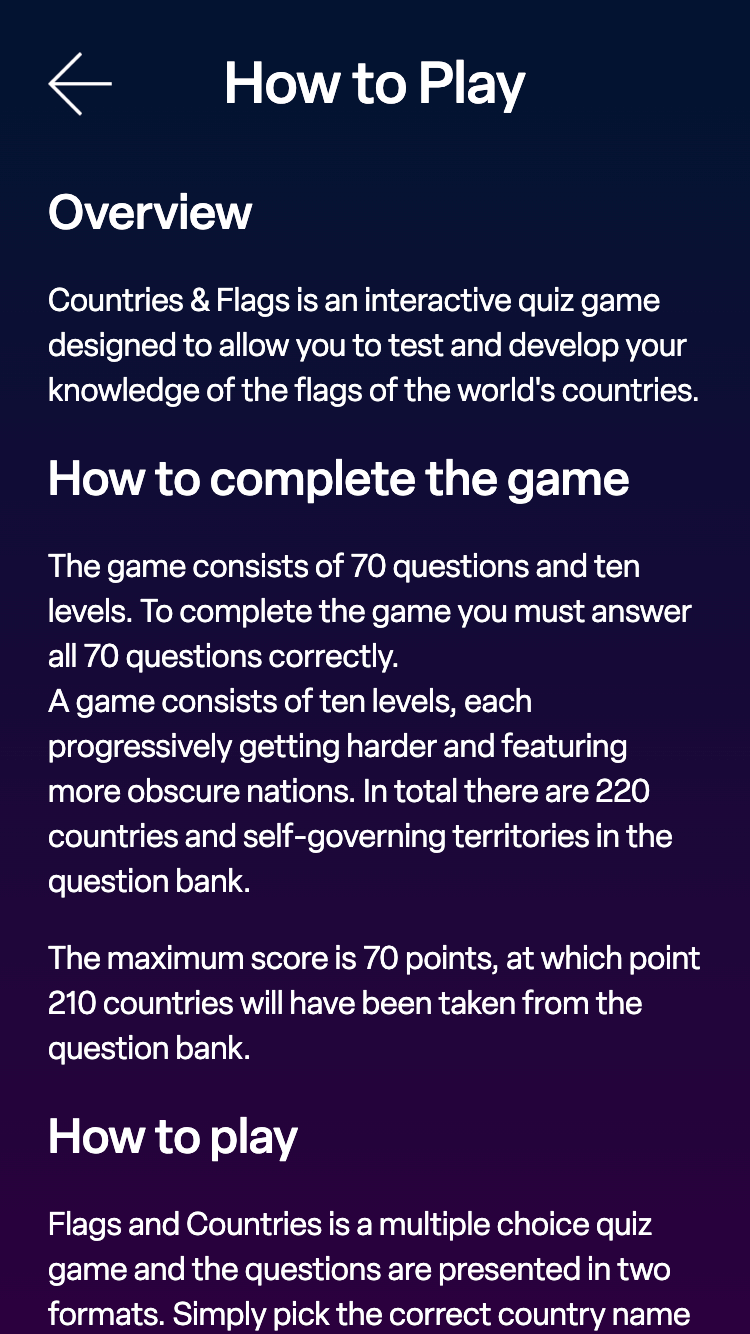 How to Play
Overview
Countries & Flags is an interactive quiz game
designed to allow you to test and develop your
knowledge of the flags of the world's countries.
How to complete the game
The game consists of 70 questions and ten
levels. To complete the game you must answer
all 70 questions correctly.
A game consists of ten levels, each
progressively getting harder and featuring
more obscure nations. In total there are 220
countries and self-governing territories in the
question bank.
The maximum score is 70 points, at which point
210 countries will have been taken from the
question bank.
How to play
Flags and Countries is a multiple choice quiz
game and the questions are presented in two
formats. Simply pick the correct country name